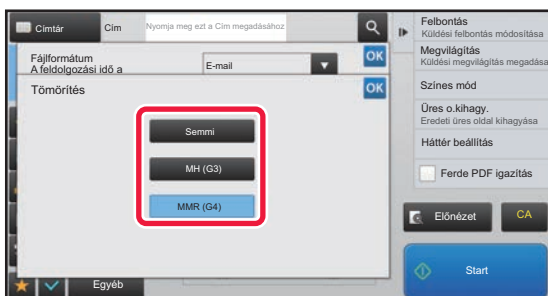 Címtár
Cím
Nyomja meg ezt a Cím megadásához
Fájlformátum
A feldolgozási idő a
E-mail
OK
Tömörítés
OK
Semmi
MH (G3)
MMR (G4)
Egyéb
Felbontás
Küldési felbontás módosítása
Megvilágítás
Küldési megvilágítás megadása
Színes mód
Üres o.kihagy.
Eredeti üres oldal kihagyása
Háttér beállítás
Ferde PDF igazítás
Előnézet
CA
Start